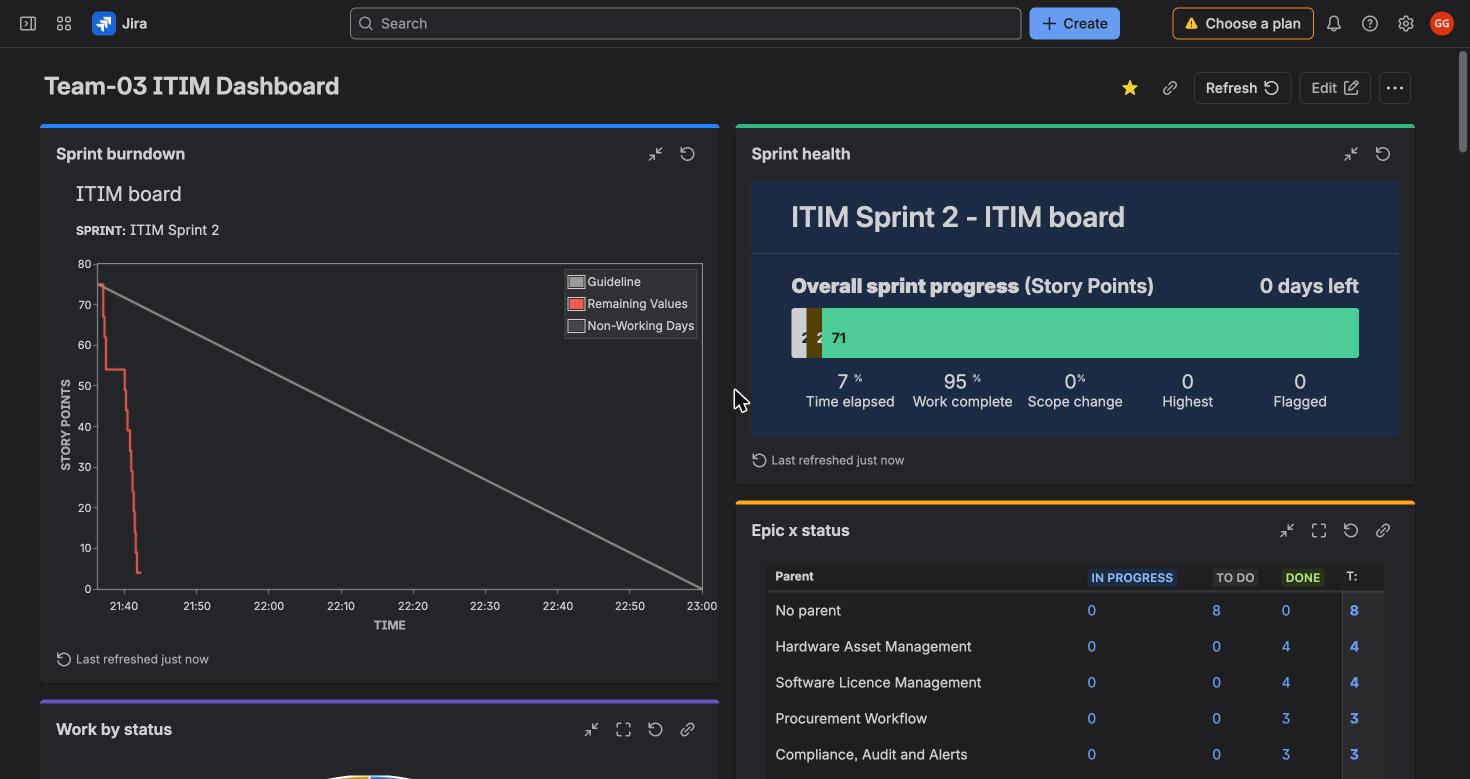 Jira
Search
+ Create
Choose a plan
GG
Team-03 ITIM Dashboard
Refresh
Edit
Sprint burndown
ITIM board
SPRINT: ITIM Sprint 2
80
70
60
50
40
30
20
10
0
STORY POINTS
Guideline
Remaining Values
Non-Working Days
21:40 21:50 22:00 22:10 22:20 22:30 22:40 22:50 23:00
TIME
Last refreshed just now
Work by status
Sprint health
ITIM Sprint 2 - ITIM board
Overall sprint progress (Story Points) 0 days left
2 2 71
7 % 95 % 0% 0 0
Time elapsed Work complete Scope change Highest Flagged
Last refreshed just now
Epic x status
Parent IN PROGRESS TO DO DONE T:
No parent 0 8 0 8
Hardware Asset Management 0 0 4 4
Software Licence Management 0 0 4 4
Procurement Workflow 0 0 3 3
Compliance, Audit and Alerts 0 0 3 3